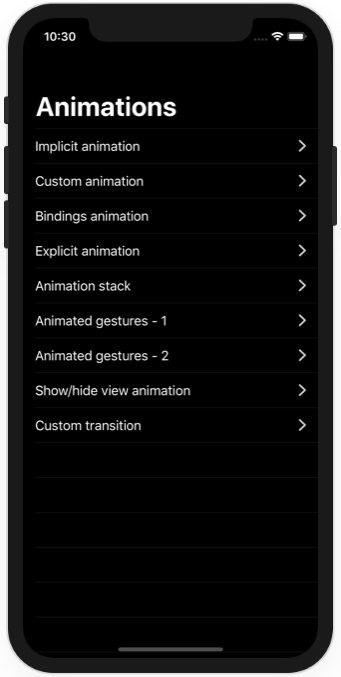 10:30
Animations
Implicit animation
Custom animation
Bindings animation
Explicit animation
Animation stack
Animated gestures - 1
Animated gestures - 2
Show/hide view animation
Custom transition